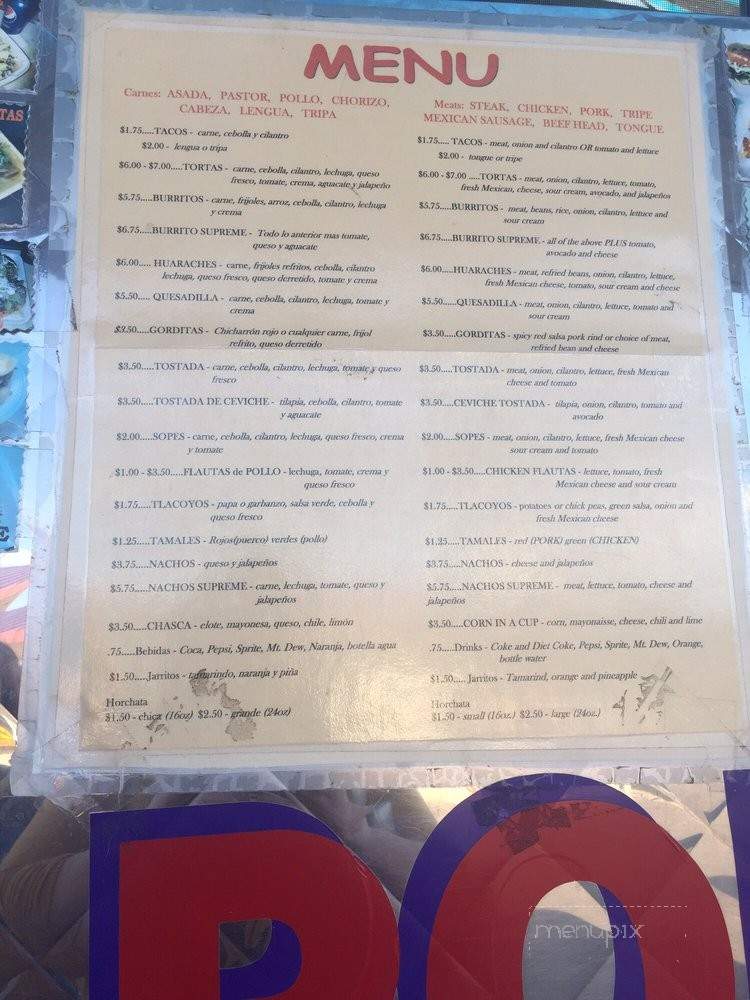 MENU
Carnes: ASADA, PASTOR, POLLO, CHORIZO,
CABEZA, LENGUA, TRIPA
$1.75.....TACOS - carne, cebolla y cilantro
$2.00 - lengua o tripa
$6.00 - $7.00.....TORTAS - carne, cebolla, cilantro, lechuga, queso
fresco, tomate, crema, aguacate y jalapeño
$5.75.....BURRITOS - carne, frijoles, arroz, cebolla, cilantro, lechuga
y crema
$6.75.....BURRITO SUPREME - Todo lo anterior mas tomate,
queso y aguacate
$6.00..... HUARACHES - carne, frijoles refritos, cebolla, cilantro
lechuga, queso fresco, queso derretido, tomate y crema
$5.50..... QUESADILLA - carne, cebolla, cilantro, lechuga, tomate y
crema
$3.50.....GORDITAS - Chicharrón rojo o cualquier carne, frijol
refrito, queso derretido
$3.50.....TOSTADA - carne, cebolla, cilantro, lechuga, tomate y queso
fresco
$3.50.....TOSTADA DE CEVICHE - tilapia, cebolla, cilantro, tomate
y aguacate
$2.00.....SOPES - carne, cebolla, cilantro, lechuga, queso fresco, crema
y tomate
$1.00 - $3.50.....FLAUTAS de POLLO - lechuga, tomate, crema y
queso fresco
$1.75.....TLACOYOS - papa o garbanzo, salsa verde, cebolla y
queso fresco
$1.25.....TAMALES - Rojos(puerco) verdes (pollo)
$3.75.....NACHOS - queso y jalapeños
$5.75.....NACHOS SUPREME - carne, lechuga, tomate, queso y
jalapeños
$3.50.....CHASCA - elote, mayonesa, queso, chile, limón
.75.....Bebidas - Coca, Pepsi, Sprite, Mt. Dew, Naranja, botella agua
$1.50.....Jarritos - tamarindo, naranja y piña
Horchata
$1.50 - chica (16oz) $2.50 - grande (24oz)
Meats: STEAK, CHICKEN, PORK, TRIPE
MEXICAN SAUSAGE, BEEF HEAD, TONGUE
$1.75..... TACOS - meat, onion and cilantro OR tomato and lettuce
$2.00 - tongue or tripe
$6.00 - $7.00 .....TORTAS - meat, onion, cilantro, lettuce, tomato,
fresh Mexican, cheese, sour cream, avocado, and jalapeños
$5.75.....BURRITOS - meat, beans, rice, onion, cilantro, lettuce and
sour cream
$6.75.....BURRITO SUPREME - all of the above PLUS tomato,
avocado and cheese
$6.00.....HUARACHES - meat, refried beans, onion, cilantro, lettuce,
fresh Mexican cheese, tomato, sour cream and cheese
$5.50.....QUESADILLA - meat, onion, cilantro, lettuce, tomato and
sour cream
$3.50.....GORDITAS - spicy red salsa pork rind or choice of meat,
refried bean and cheese
$3.50.....TOSTADA - meat, onion, cilantro, lettuce, fresh Mexican
cheese and tomato
$3.50.....CEVICHE TOSTADA - tilapia, onion, cilantro, tomato and
avocado
$2.00.....SOPES - meat, onion, cilantro, lettuce, fresh Mexican cheese
sour cream and tomato
$1.00 - $3.50.....CHICKEN FLAUTAS - lettuce, tomato, fresh
Mexican cheese and sour cream
$1.75.....TLACOYOS - potatoes or chick peas, green salsa, onion and
fresh Mexican cheese
$1.25.....TAMALES - red (PORK) green (CHICKEN)
$3.75.....NACHOS - cheese and jalapeños
$5.75.....NACHOS SUPREME - meat, lettuce, tomato, cheese and
jalapeños
$3.50.....CORN IN A CUP - corn, mayonaisse, cheese, chili and lime
.75.....Drinks - Coke and Diet Coke, Pepsi, Sprite, Mt. Dew, Orange,
bottle water
$1.50..... Jarritos - Tamarind, orange and pineapple
Horchata
$1.50 - small (16oz.) $2.50 - large (24oz.)
TAS
E
PO
menupix